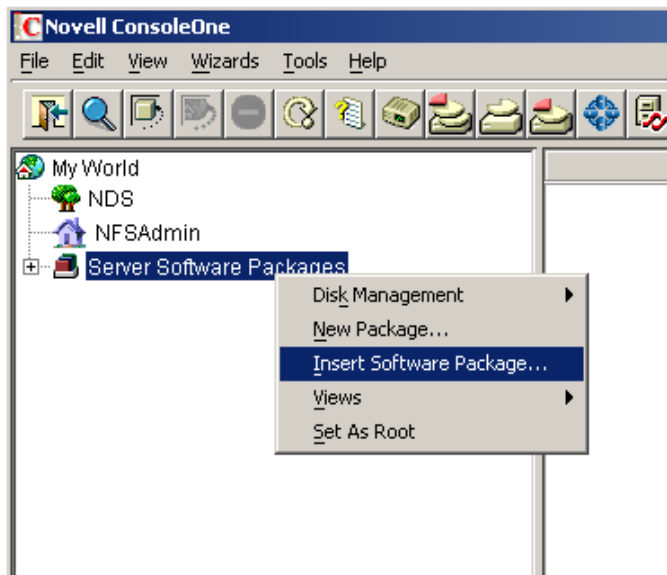 Novell ConsoleOne
File Edit View Wizards Tools Help
My World
NDS
NFSAdmin
Server Software Packages
Disk Management
New Package...
Insert Software Package...
Views
Set As Root